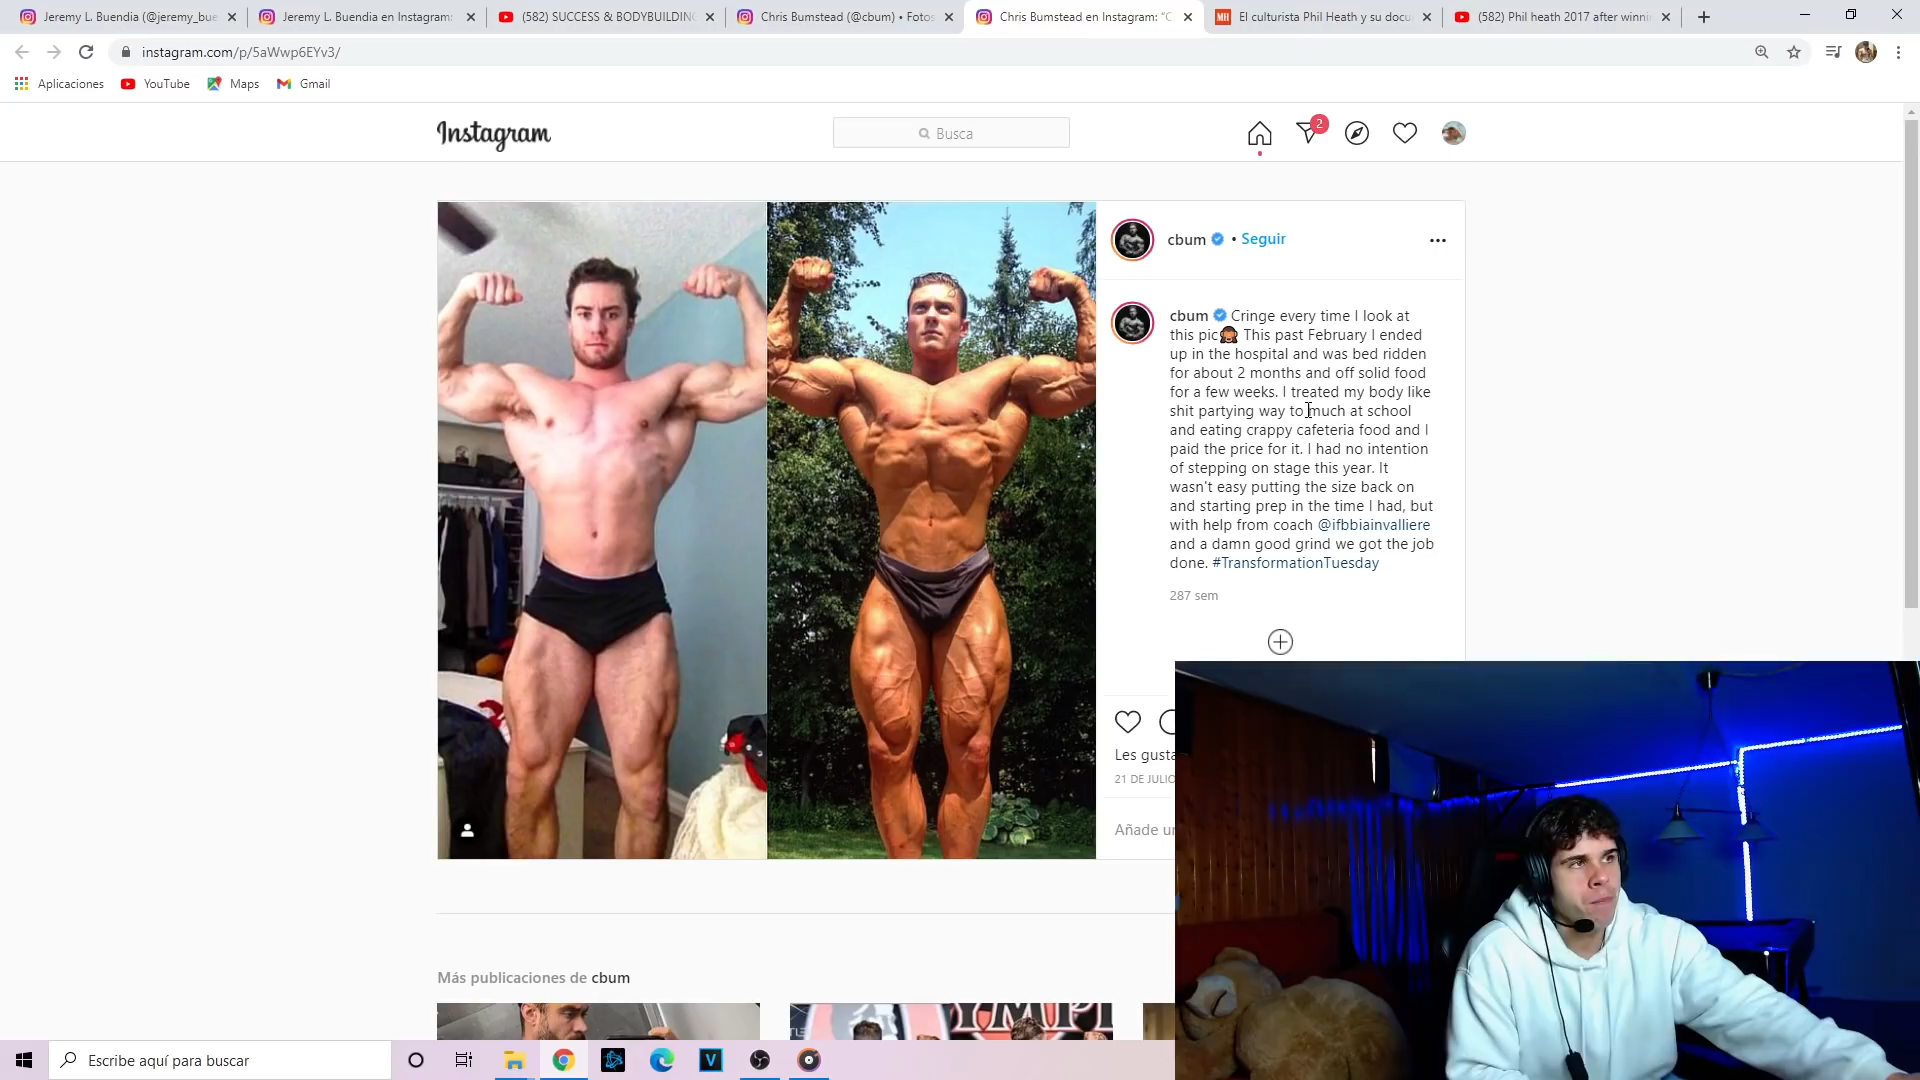 Jeremy L. Buendia (@jeremy_bue
Jeremy L. Buendia en Instagram:
(582) SUCCESS & BODYBUILDING
Chris Bumstead (@cbum) • Fotos
Chris Bumstead en Instagram: "C
MH El culturista Phil Heath y su docu
(582) Phil heath 2017 after winni
instagram.com/p/5aWwp6EYv3/
Aplicaciones
YouTube
Maps
Gmail
Instagram
Busca
2
cbum • Seguir
cbum Cringe every time I look at
this pic🙈 This past February I ended
up in the hospital and was bed ridden
for about 2 months and off solid food
for a few weeks. I treated my body like
shit partying way to much at school
and eating crappy cafeteria food and I
paid the price for it. I had no intention
of stepping on stage this year. It
wasn't easy putting the size back on
and starting prep in the time I had, but
with help from coach @ifbbiainvalliere
and a damn good grind we got the job
done. #TransformationTuesday
287 sem
Les gusta
21 DE JULIO
Añade un
Más publicaciones de cbum
Escribe aquí para buscar
V